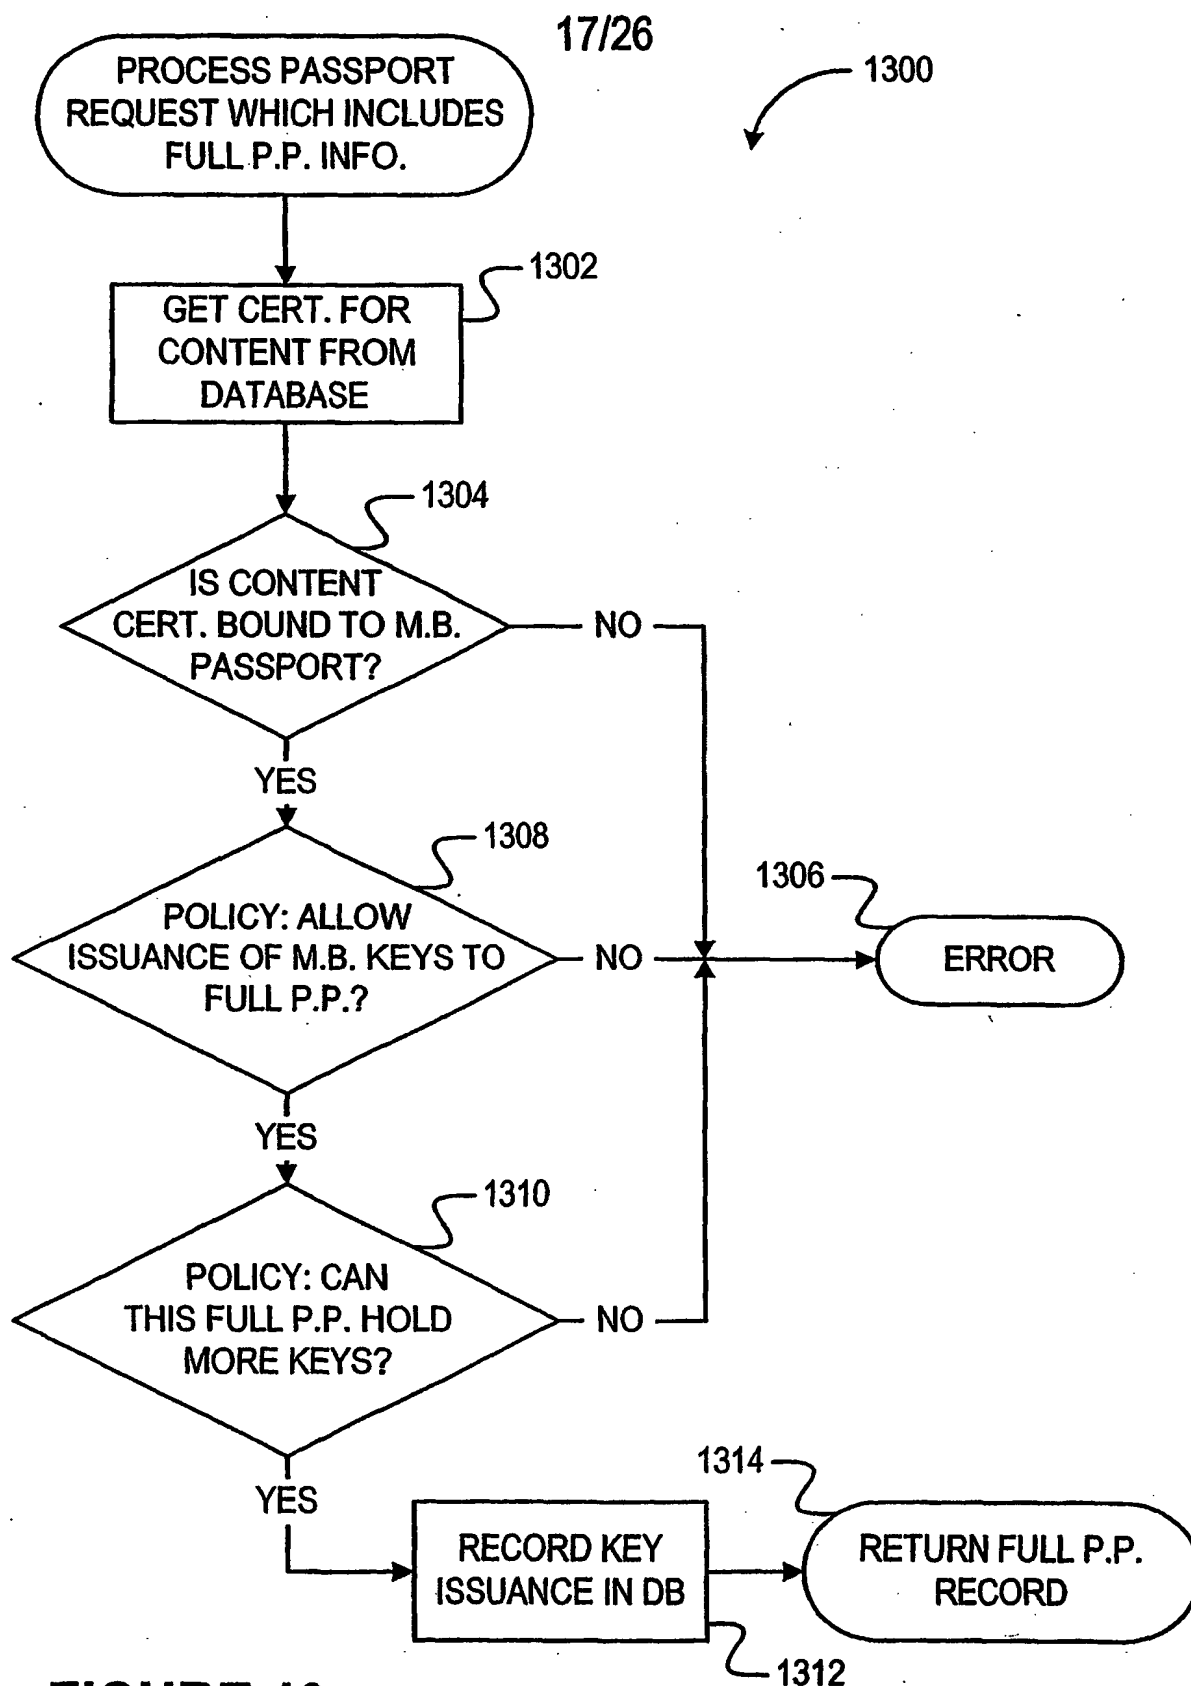 17/26
1300
PROCESS PASSPORT
REQUEST WHICH INCLUDES
FULL P.P. INFO.
1302
GET CERT. FOR
CONTENT FROM
DATABASE
1304
IS CONTENT
CERT. BOUND TO M.B.
PASSPORT?
NO
YES
1308
POLICY: ALLOW
ISSUANCE OF M.B. KEYS TO
FULL P.P.?
NO
1306
ERROR
YES
1310
POLICY: CAN
THIS FULL P.P. HOLD
MORE KEYS?
NO
YES
1314
RECORD KEY
ISSUANCE IN DB
RETURN FULL P.P.
RECORD
1312